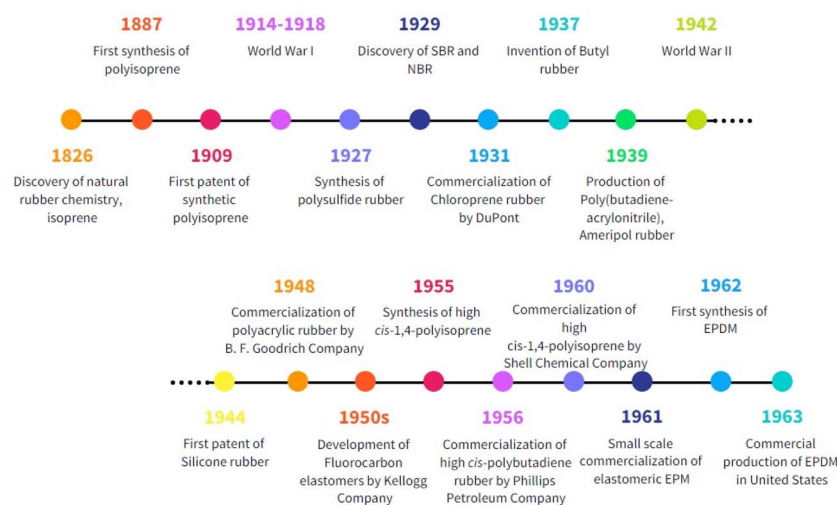 1887
First synthesis of
polyisoprene
1914-1918
World War I
1929
Discovery of SBR and
NBR
1937
Invention of Butyl
rubber
1942
World War II
1826
Discovery of natural
rubber chemistry,
isoprene
1909
First patent of
synthetic
polyisoprene
1927
Synthesis of
polysulfide rubber
1931
Commercialization of
Chloroprene rubber
by DuPont
1939
Production of
Poly(butadiene-
acrylonitrile),
Ameripol rubber
1948
Commercialization of
polyacrylic rubber by
B. F. Goodrich Company
1955
Synthesis of high
cis-1,4-polyisoprene
1960
Commercialization of
high
cis-1,4-polyisoprene by
Shell Chemical Company
1962
First synthesis of
EPDM
1944
First patent of
Silicone rubber
1950s
Development of
Fluorocarbon
elastomers by Kellogg
Company
1956
Commercialization of
high cis-polybutadiene
rubber by Phillips
Petroleum Company
1961
Small scale
commercialization of
elastomeric EPM
1963
Commercial
production of EPDM
in United States